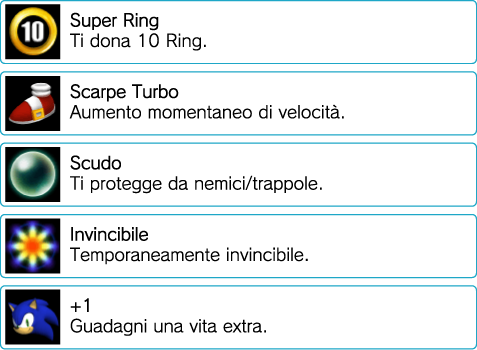 10
Super Ring
Ti dona 10 Ring.
Scarpe Turbo
Aumento momentaneo di velocità.
Scudo
Ti protegge da nemici/trappole.
Invincibile
Temporaneamente invincibile.
+1
Guadagni una vita extra.